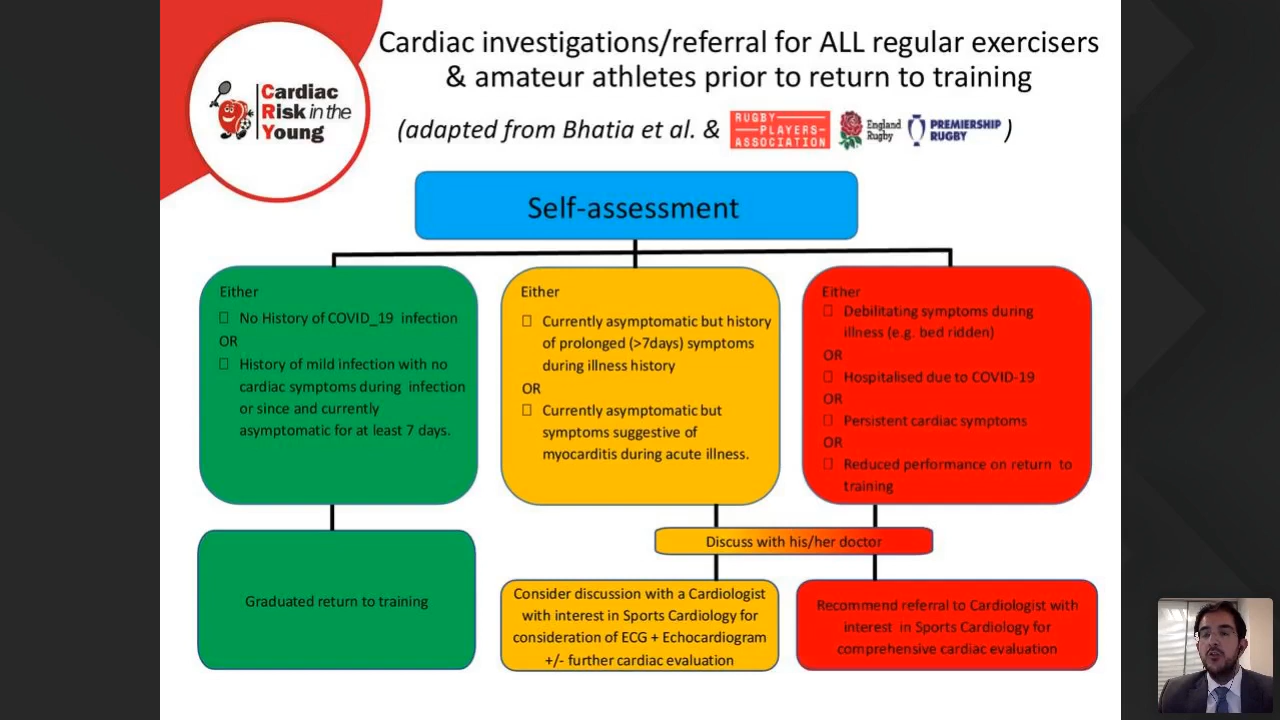 Cardiac investigations/referral for ALL regular exercisers
& amateur athletes prior to return to training
Cardiac
Risk in the
Young
(adapted from Bhatia et al. &
RUGBY
PLAYERS
ASSOCIATION
England
Rugby
PREMIERSHIP
RUGBY
)
Self-assessment
Either
No History of COVID_19 infection
OR
History of mild infection with no
cardiac symptoms during infection
or since and currently
asymptomatic for at least 7 days.
Either
Currently asymptomatic but history
of prolonged (>7days) symptoms
during illness history
OR
Currently asymptomatic but
symptoms suggestive of
myocarditis during acute illness.
Either
Debilitating symptoms during
illness (e.g. bed ridden)
OR
Hospitalised due to COVID-19
OR
Persistent cardiac symptoms
OR
Reduced performance on return to
training
Discuss with his/her doctor
Graduated return to training
Consider discussion with a Cardiologist
with interest in Sports Cardiology for
consideration of ECG + Echocardiogram
+/- further cardiac evaluation
Recommend referral to Cardiologist with
interest in Sports Cardiology for
comprehensive cardiac evaluation